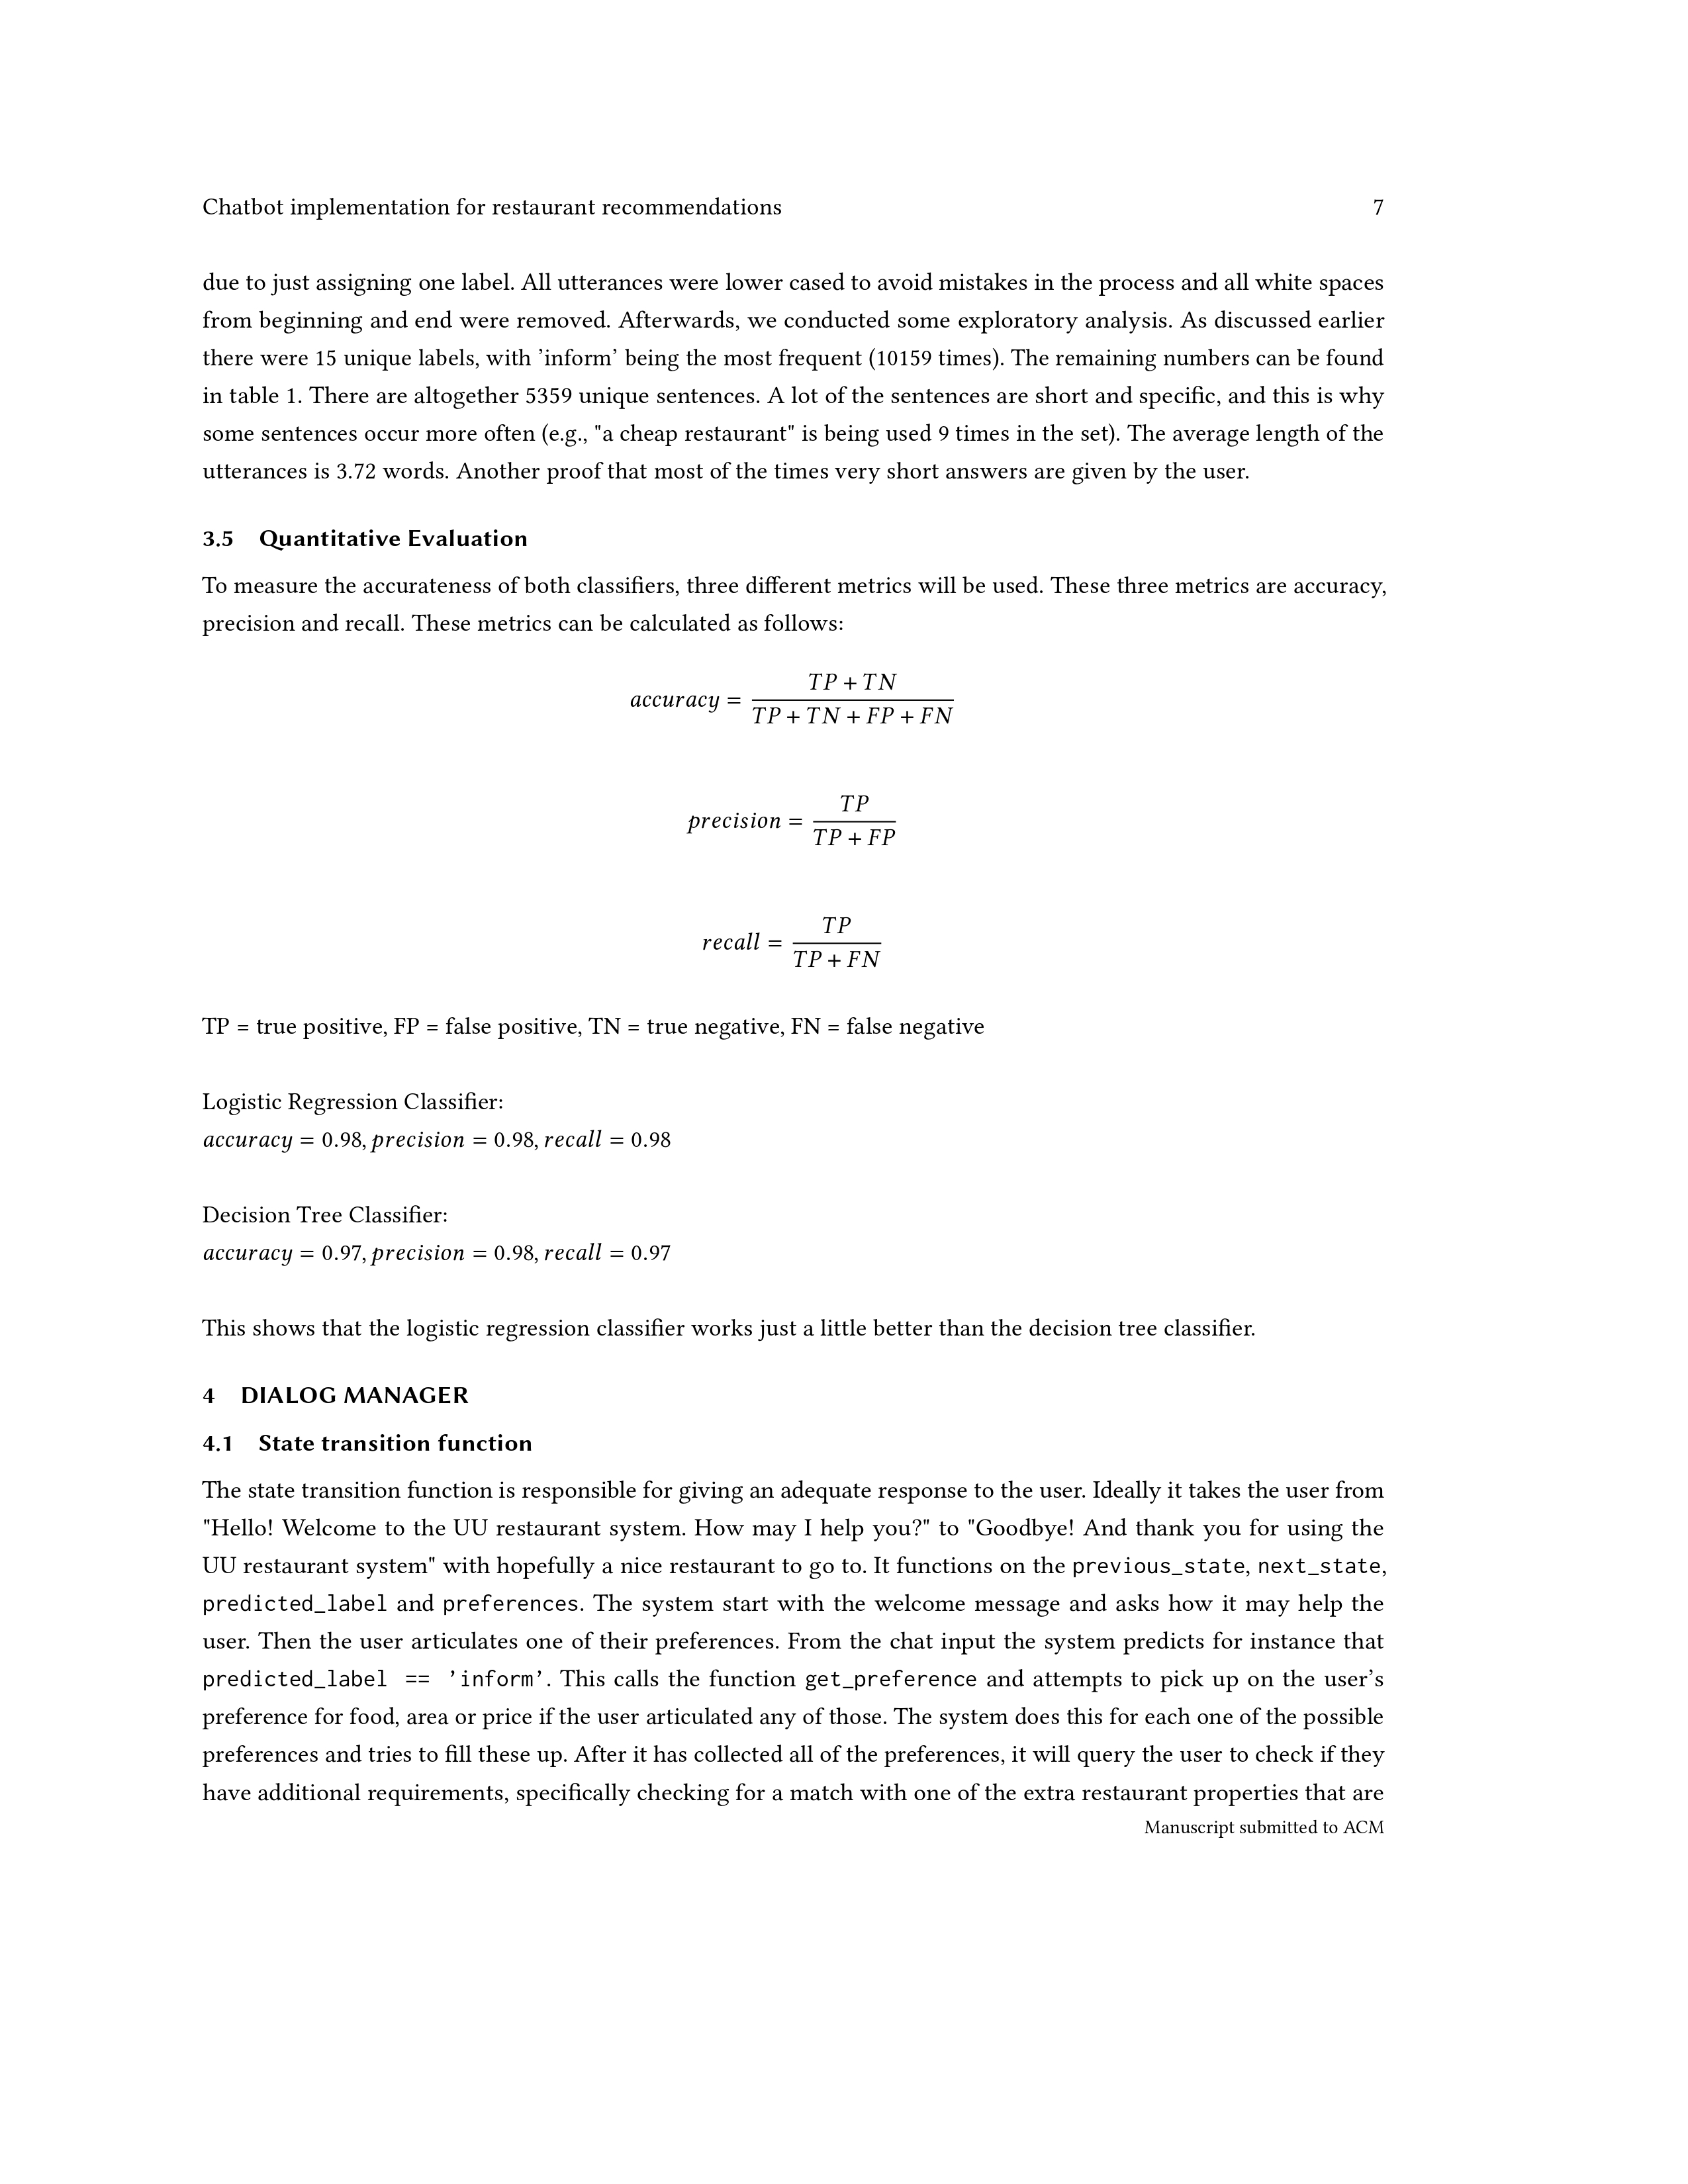 Chatbot implementation for restaurant recommendations 7
due to just assigning one label. All utterances were lower cased to avoid mistakes in the process and all white spaces
from beginning and end were removed. Afterwards, we conducted some exploratory analysis. As discussed earlier
there were 15 unique labels, with ’inform’ being the most frequent (10159 times). The remaining numbers can be found
in table 1. There are altogether 5359 unique sentences. A lot of the sentences are short and specific, and this is why
some sentences occur more often (e.g., "a cheap restaurant" is being used 9 times in the set). The average length of the
utterances is 3.72 words. Another proof that most of the times very short answers are given by the user.
3.5 Quantitative Evaluation
To measure the accurateness of both classifiers, three different metrics will be used. These three metrics are accuracy,
precision and recall. These metrics can be calculated as follows:
accuracy = TP + TN / TP + TN + FP + FN
precision = TP / TP + FP
recall = TP / TP + FN
TP = true positive, FP = false positive, TN = true negative, FN = false negative
Logistic Regression Classifier:
accuracy = 0.98, precision = 0.98, recall = 0.98
Decision Tree Classifier:
accuracy = 0.97, precision = 0.98, recall = 0.97
This shows that the logistic regression classifier works just a little better than the decision tree classifier.
4 DIALOG MANAGER
4.1 State transition function
The state transition function is responsible for giving an adequate response to the user. Ideally it takes the user from
"Hello! Welcome to the UU restaurant system. How may I help you?" to "Goodbye! And thank you for using the
UU restaurant system" with hopefully a nice restaurant to go to. It functions on the previous_state, next_state,
predicted_label and preferences. The system start with the welcome message and asks how it may help the
user. Then the user articulates one of their preferences. From the chat input the system predicts for instance that
predicted_label == ’inform’. This calls the function get_preference and attempts to pick up on the user’s
preference for food, area or price if the user articulated any of those. The system does this for each one of the possible
preferences and tries to fill these up. After it has collected all of the preferences, it will query the user to check if they
have additional requirements, specifically checking for a match with one of the extra restaurant properties that are
Manuscript submitted to ACM